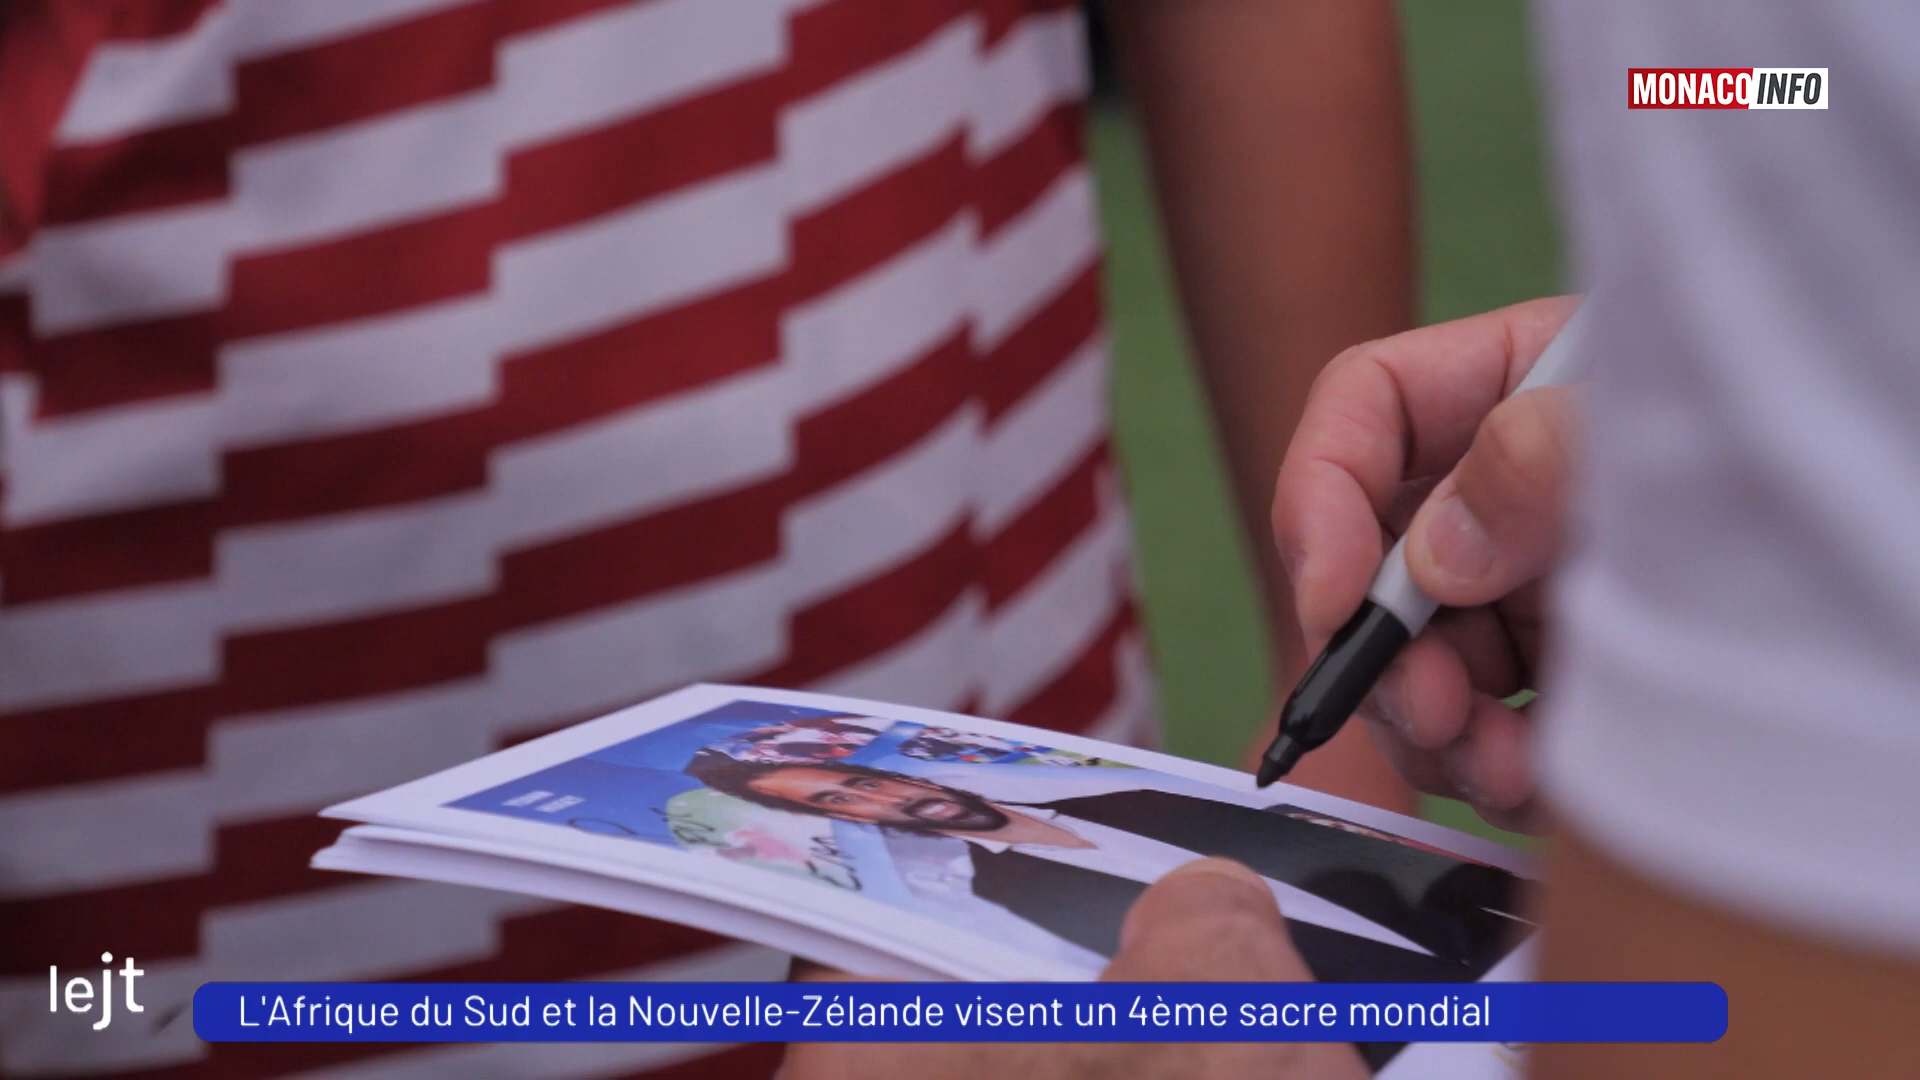 MONACO INFO
lejt
L'Afrique du Sud et la Nouvelle-Zélande visent un 4ème sacre mondial